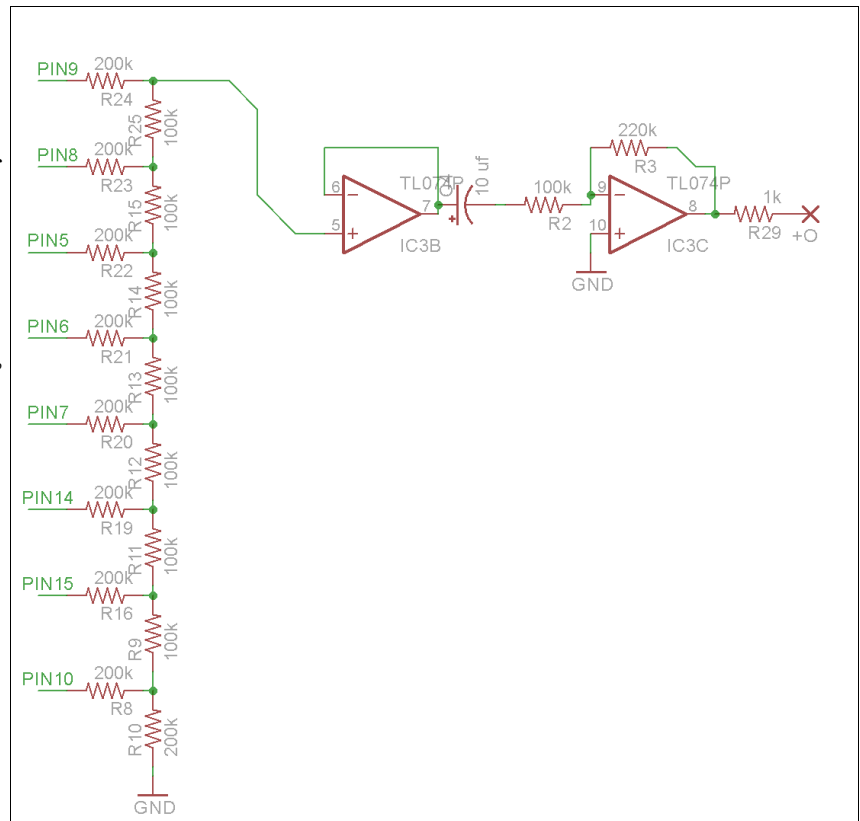 PIN9
200k
R24
R25
100k
PIN8
200k
R23
R15
100k
PIN5
200k
R22
R14
100k
PIN6
200k
R21
R13
100k
PIN7
200k
R20
R12
100k
PIN14
200k
R19
R11
100k
PIN15
200k
R16
R9
100k
PIN10
200k
R8
R10
200k
GND
6
5
7
TL074P
IC3B
10 uf
100k
R2
220k
R3
9
10
8
TL074P
IC3C
GND
1k
R29
+O